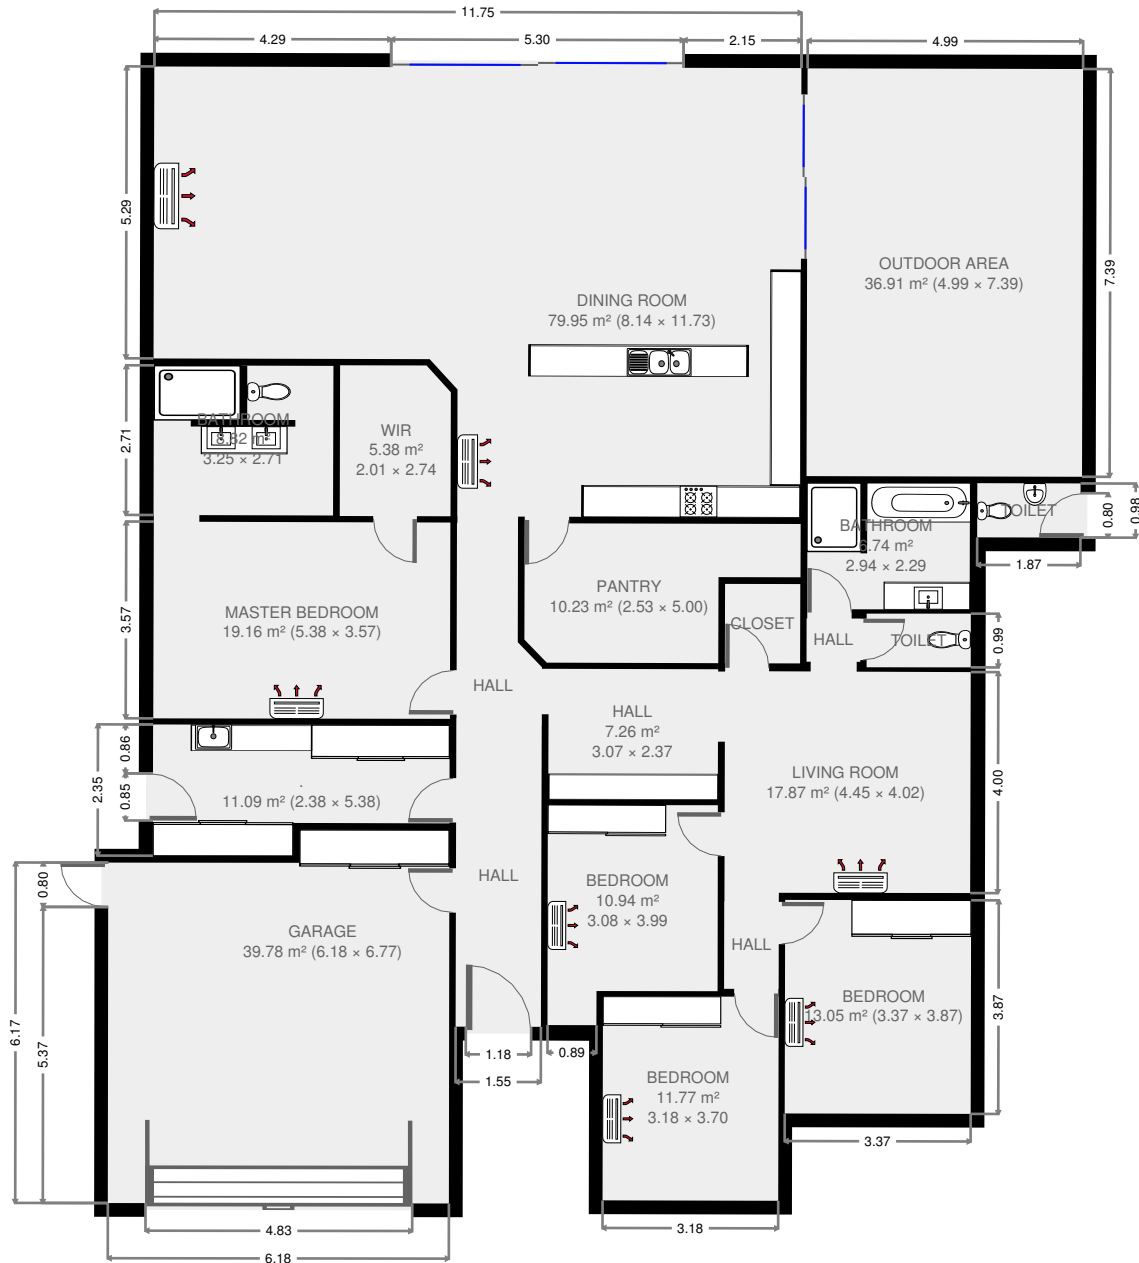 11.75
4.29
5.30
2.15
4.99
5.29
7.39
OUTDOOR AREA
36.91 m² (4.99 × 7.39)
DINING ROOM
79.95 m² (8.14 × 11.73)
2.71
BATHROOM
8.82 m²
3.25 × 2.71
WIR
5.38 m²
2.01 × 2.74
BATHROOM
6.74 m²
2.94 × 2.29
TOILET
0.80
0.98
1.87
3.57
MASTER BEDROOM
19.16 m² (5.38 × 3.57)
PANTRY
10.23 m² (2.53 × 5.00)
CLOSET
HALL
TOILET
0.99
HALL
HALL
7.26 m²
3.07 × 2.37
2.35
0.86
0.85
.
11.09 m² (2.38 × 5.38)
LIVING ROOM
17.87 m² (4.45 × 4.02)
4.00
0.80
HALL
BEDROOM
10.94 m²
3.08 × 3.99
GARAGE
39.78 m² (6.18 × 6.77)
HALL
BEDROOM
13.05 m² (3.37 × 3.87)
3.87
6.17
5.37
1.18
0.89
1.55
BEDROOM
11.77 m²
3.18 × 3.70
3.37
4.83
3.18
6.18